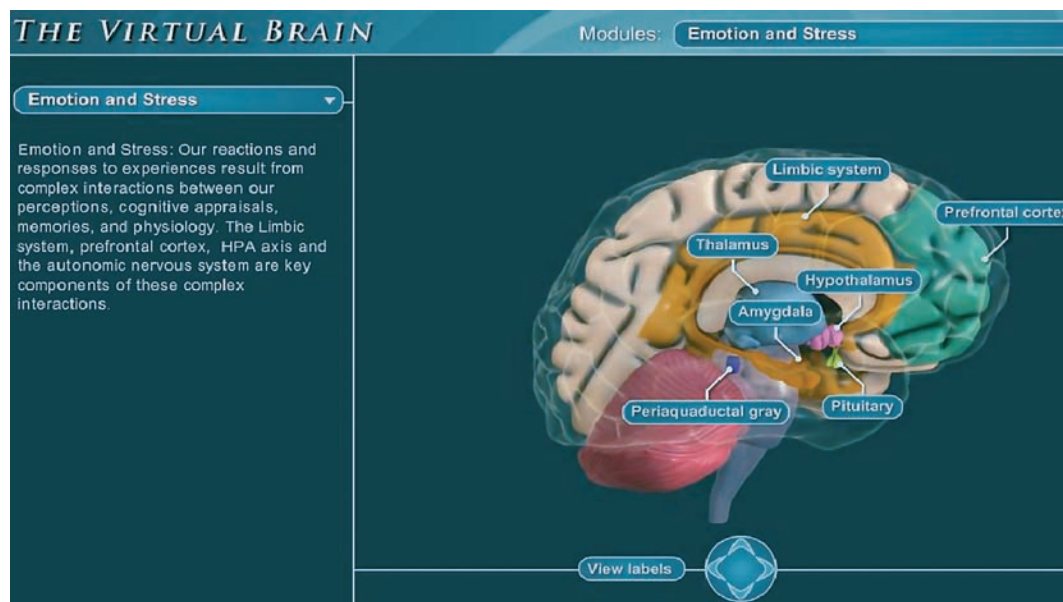 THE VIRTUAL BRAIN
Modules: Emotion and Stress
Emotion and Stress
Emotion and Stress: Our reactions and
responses to experiences result from
complex interactions between our
perceptions, cognitive appraisals,
memories, and physiology. The Limbic
system, prefrontal cortex, HPA axis and
the autonomic nervous system are key
components of these complex
interactions.
Limbic system
Prefrontal cortex
Thalamus
Hypothalamus
Amygdala
Periaquaductal gray
Pituitary
View labels